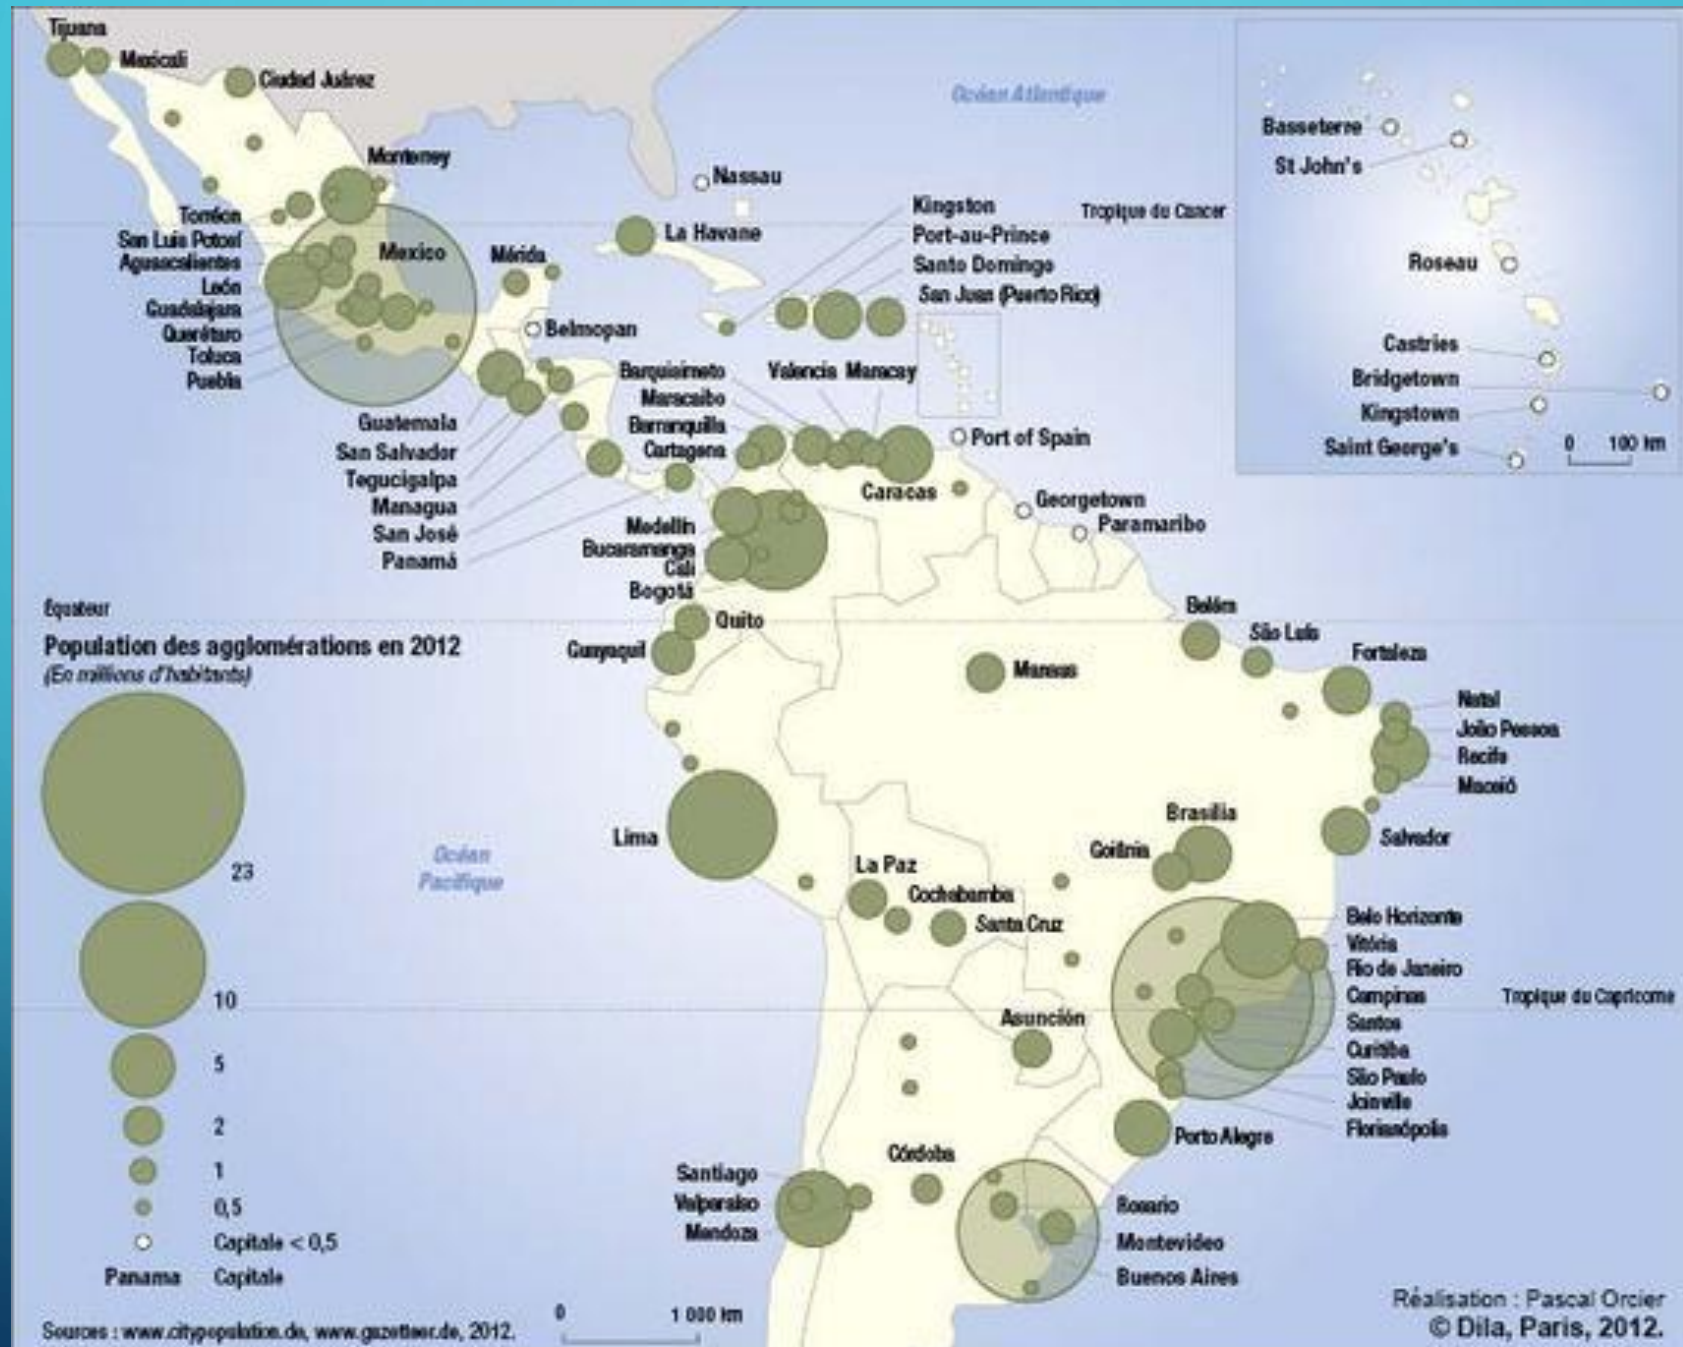 Tijuana
Mexicali
Ciudad Juárez
Océan Atlantique
Monterrey
Nassau
Torréon
San Luis Potosí
Aguascalientes
León
Guadalajara
Querétaro
Toluca
Puebla
Mexico
Mérida
La Havane
Kingston
Port-au-Prince
Santo Domingo
San Juan (Puerto Rico)
Tropique du Cancer
Belmopan
Guatemala
San Salvador
Tegucigalpa
Managua
San José
Panamá
Barquisimeto
Valencia
Maracay
Maracaibo
Barranquilla
Cartagena
Caracas
Port of Spain
Georgetown
Paramaribo
Medellín
Bucaramanga
Cali
Bogotá
Basseterre
St John's
Roseau
Castries
Bridgetown
Kingstown
Saint George's
0 100 km
Équateur
Quito
Guayaquil
Manaus
Belém
São Luís
Fortaleza
Natal
João Pessoa
Recife
Maceió
Salvador
Lima
Océan
Pacifique
La Paz
Cochabamba
Santa Cruz
Brasília
Goiânia
Belo Horizonte
Vitória
Rio de Janeiro
Campinas
Santos
Curitiba
São Paulo
Joinville
Florianópolis
Tropique du Capricorne
Asunción
Porto Alegre
Córdoba
Santiago
Valparaíso
Mendoza
Rosario
Montevideo
Buenos Aires
Population des agglomérations en 2012
(En millions d'habitants)
23
10
5
2
1
0,5
Capitale < 0,5
Panama Capitale
0 1 000 km
Sources : www.citypopulation.de, www.gazetteer.de, 2012.
Réalisation : Pascal Orcier
© Dila, Paris, 2012.